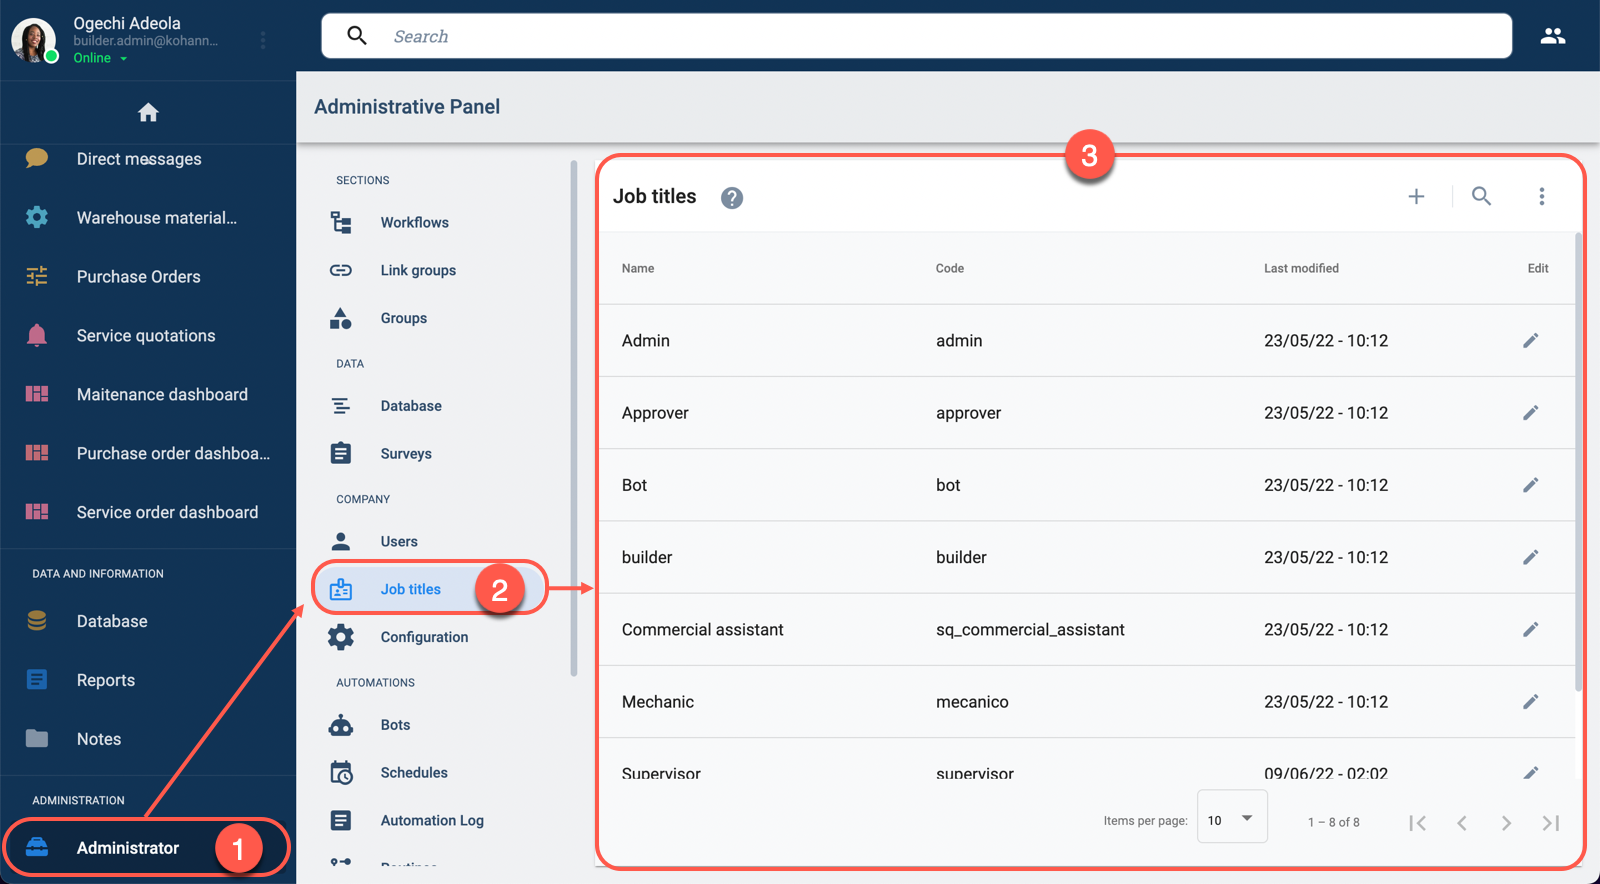 Ogechi Adeola
builder.admin@kohann...
Online
Search
Administrative Panel
Direct messages
Warehouse material...
Purchase Orders
Service quotations
Maitenance dashboard
Purchase order dashboa...
Service order dashboard
DATA AND INFORMATION
Database
Reports
Notes
ADMINISTRATION
Administrator
1
SECTIONS
Workflows
Link groups
Groups
DATA
Database
Surveys
COMPANY
Users
Job titles
2
Configuration
AUTOMATIONS
Bots
Schedules
Automation Log
Routines
3
Job titles ?
Name Code Last modified Edit
Admin admin 23/05/22 - 10:12
Approver approver 23/05/22 - 10:12
Bot bot 23/05/22 - 10:12
builder builder 23/05/22 - 10:12
Commercial assistant sq_commercial_assistant 23/05/22 - 10:12
Mechanic mecanico 23/05/22 - 10:12
Supervisor supervisor 09/06/22 - 02:02
Items per page: 10 1 – 8 of 8